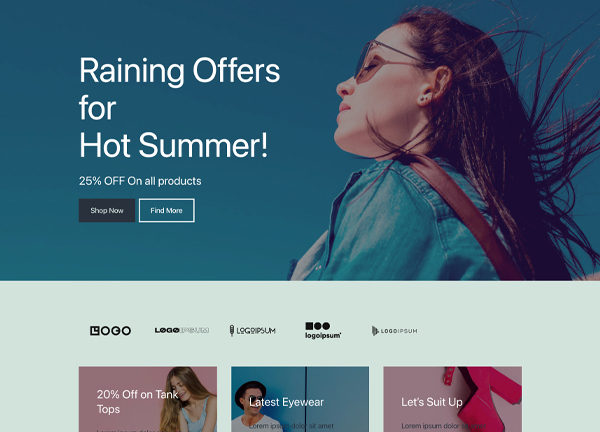 Raining Offers
for
Hot Summer!
25% OFF On all products
Shop Now
Find More
LOGO
LOGOIPSUM
LOGOIPSUM
logoipsum
LOGOIPSUM
20% Off on Tank
Tops
Latest Eyewear
Lorem ipsum dolor sit amet
Let's Suit Up
Lorem ipsum dolor